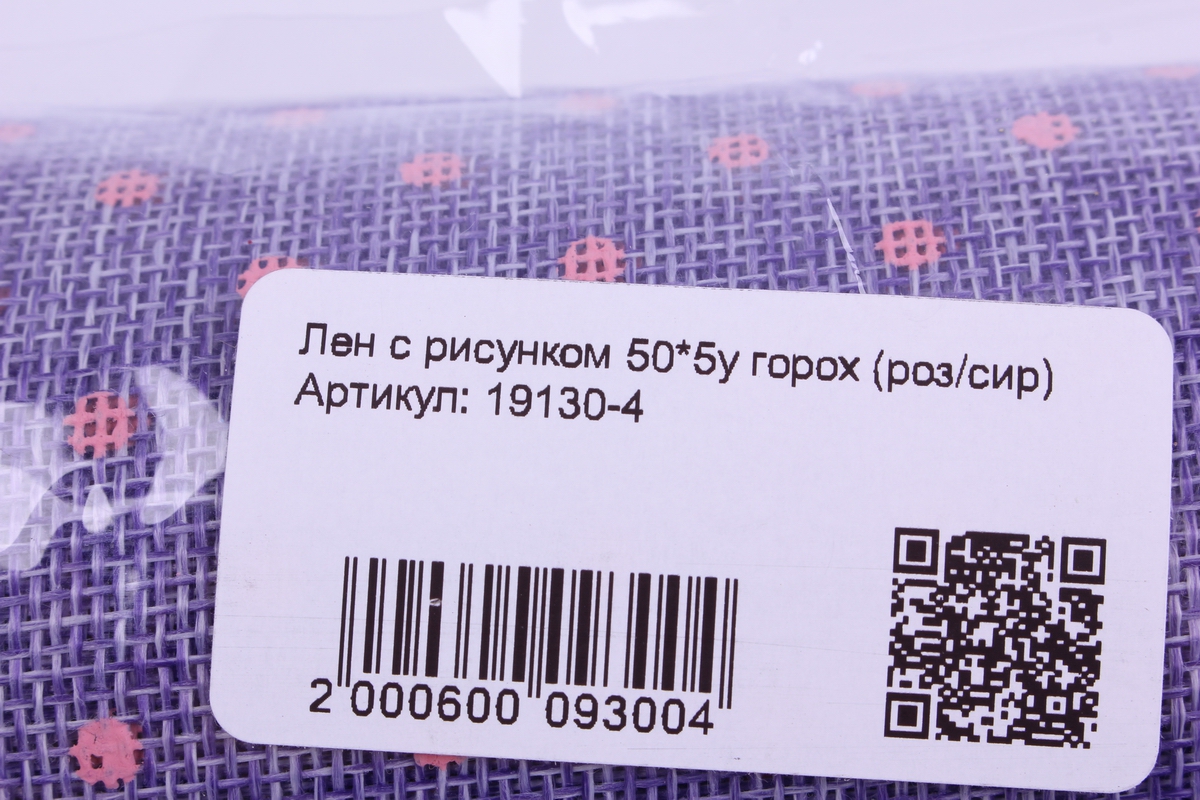 Лен с рисунком 50*5у горох (роз/сир)
Артикул: 19130-4
2 000600 093004